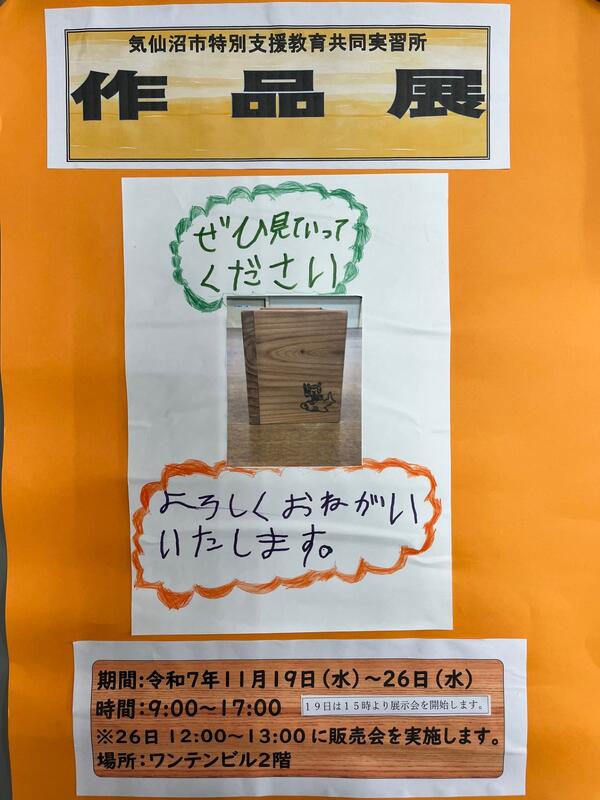 気仙沼市特別支援教育共同実習所
作品展
ぜひ見ていって
ください
よろしくおねがい
いたします。
期間:令和7年11月19日(水)~26日(水)
時間:9:00~17:00 19日は15時より展示会を開始します。
※26日 12:00~13:00 に販売会を実施します。
場所:ワンテンビル2階